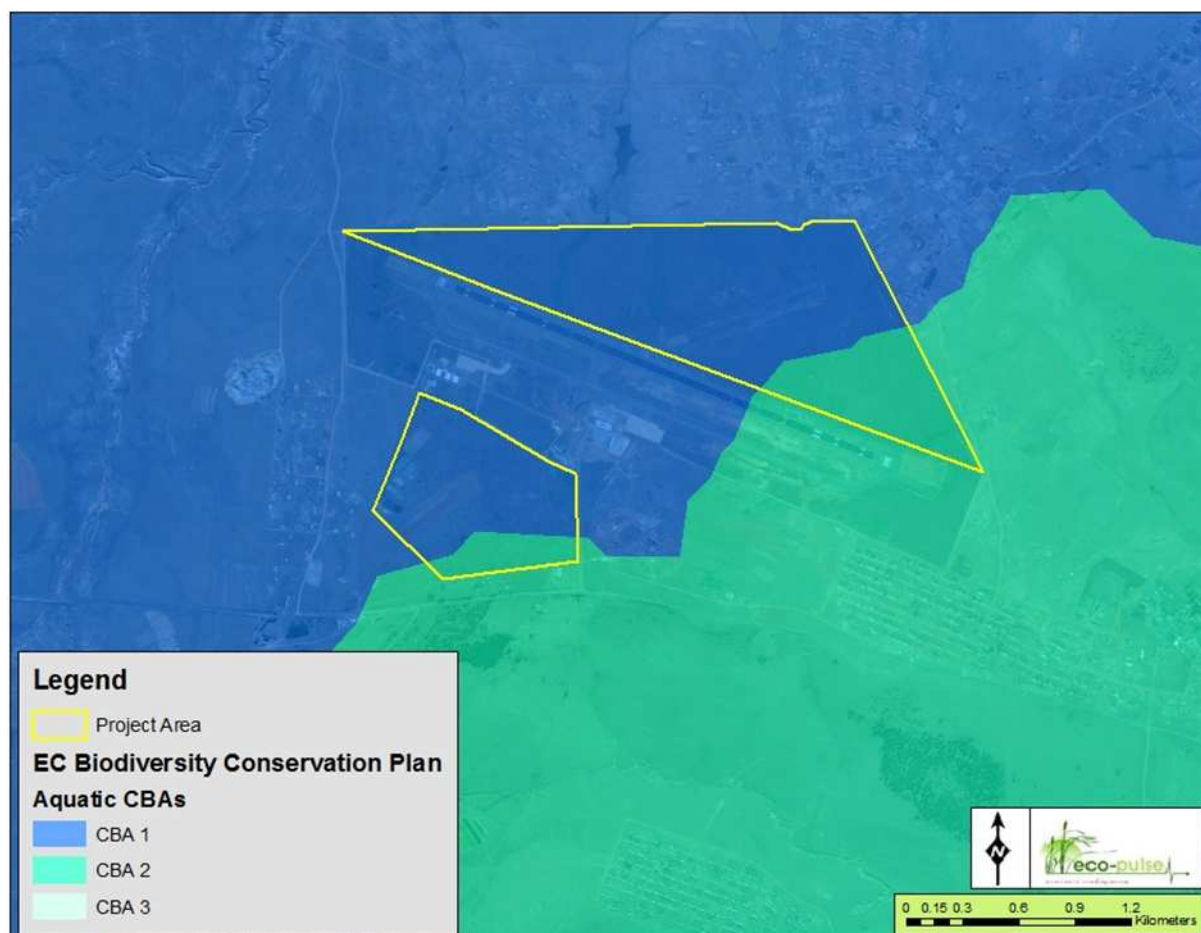 Legend
Project Area
EC Biodiversity Conservation Plan
Aquatic CBAs
CBA 1
CBA 2
CBA 3
N
eco-pulse
0 0.15 0.3 0.6 0.9 1.2
Kilometers